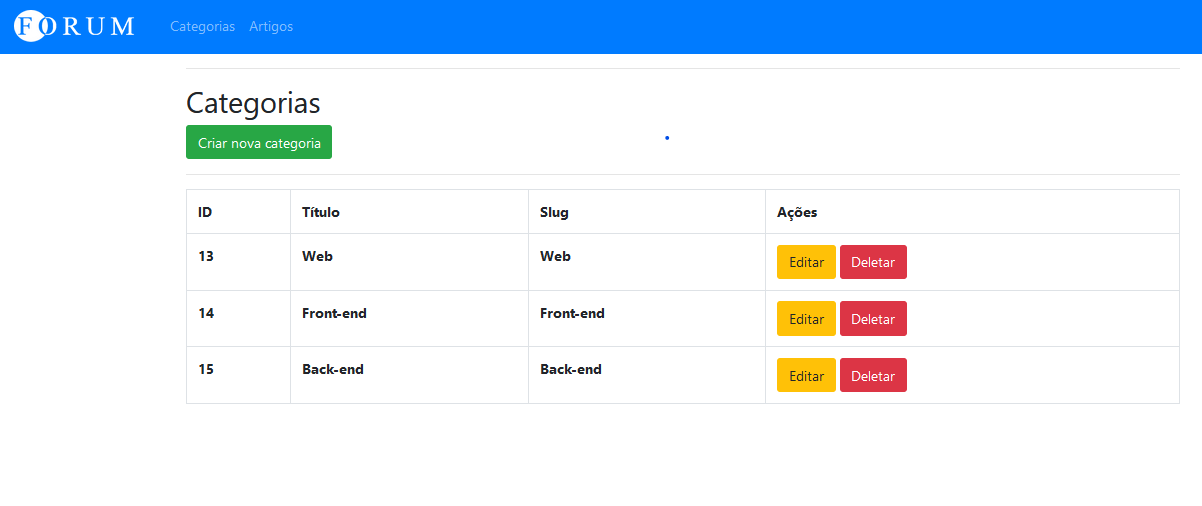 FORUM Categorias Artigos
Categorias
Criar nova categoria
ID Título Slug Ações
13 Web Web Editar Deletar
14 Front-end Front-end Editar Deletar
15 Back-end Back-end Editar Deletar